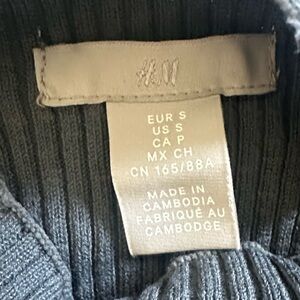 H&M
EUR S
US S
CA P
MX CH
CN 165/88A
MADE IN
CAMBODIA
FABRIQUÉ AU
CAMBODGE